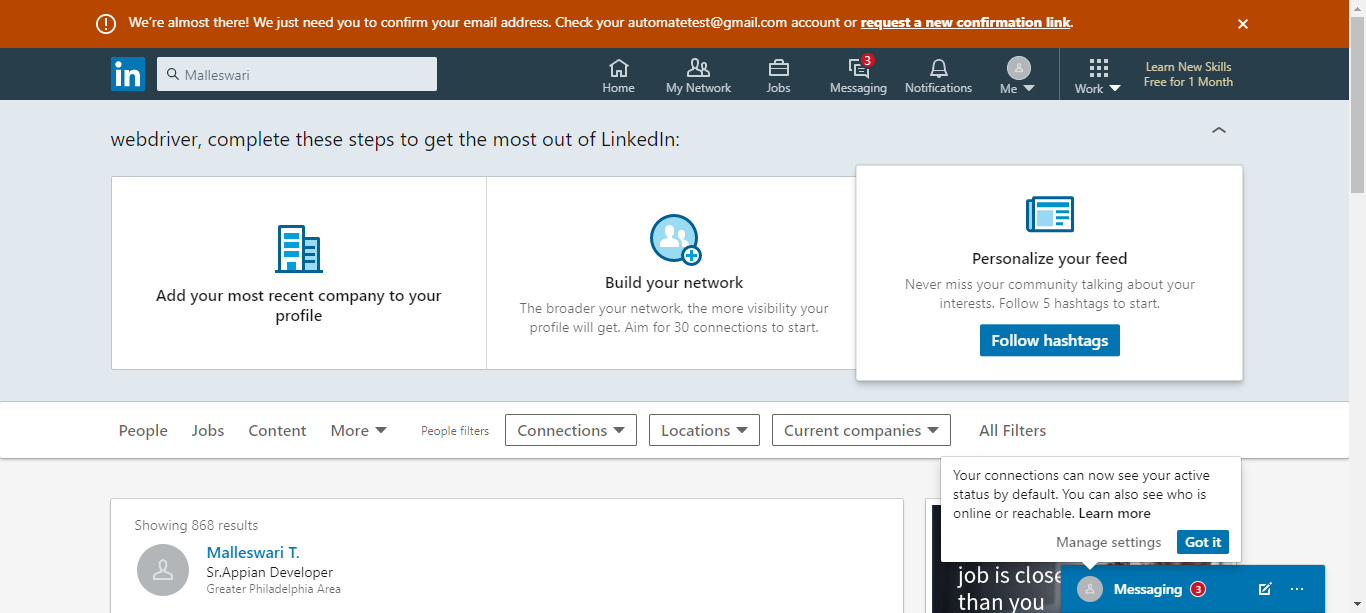 We're almost there! We just need you to confirm your email address. Check your automatetest@gmail.com account or request a new confirmation link.
in
Malleswari
Home
My Network
Jobs
3
Messaging
Notifications
Me
Work
Learn New Skills
Free for 1 Month
webdriver, complete these steps to get the most out of LinkedIn:
Add your most recent company to your
profile
Build your network
The broader your network, the more visibility your
profile will get. Aim for 30 connections to start.
Personalize your feed
Never miss your community talking about your
interests. Follow 5 hashtags to start.
Follow hashtags
People
Jobs
Content
More
People filters
Connections
Locations
Current companies
All Filters
Showing 868 results
Malleswari T.
Sr.Appian Developer
Greater Philadelphia Area
Your connections can now see your active
status by default. You can also see who is
online or reachable. Learn more
Manage settings
Got it
job is close
than you
Messaging 3